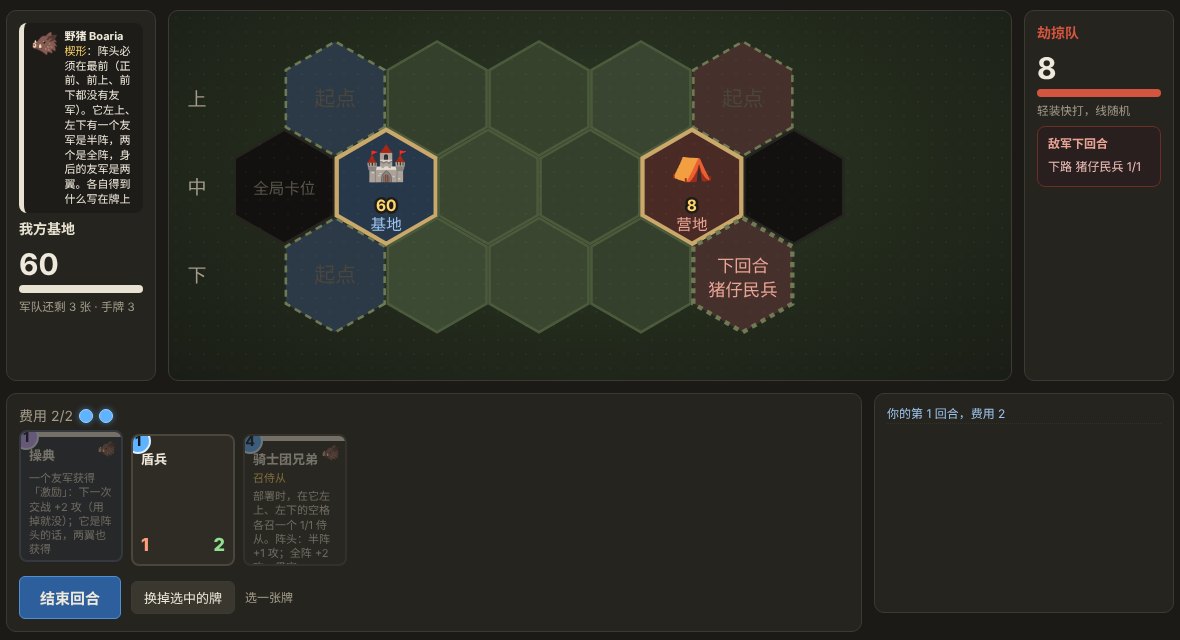 野猪 Boaria
楔形：阵头必
须在最前（正
前、前上、前
下都没有友
军）。它左上、
左下有一个友
军是半阵，两
个是全阵，身
后的友军是两
翼。各自得到
什么写在牌上
我方基地
60
军队还剩 3 张 · 手牌 3
上
中
下
起点
起点
全局卡位
60
基地
8
营地
起点
下回合
猪仔民兵
劫掠队
8
轻装快打，线随机
敌军下回合
下路 猪仔民兵 1/1
费用 2/2
1
操典
一个友军获得
「激励」：下一次
交战 +2 攻（用
掉就没）；它是阵
头的话，两翼也
获得
1
盾兵
1
2
4
骑士团兄弟
召侍从
部署时，在它左
上、左下的空格
各召一个 1/1 侍
从。阵头：半阵
+1 攻；全阵 +2
结束回合
换掉选中的牌
选一张牌
你的第 1 回合，费用 2